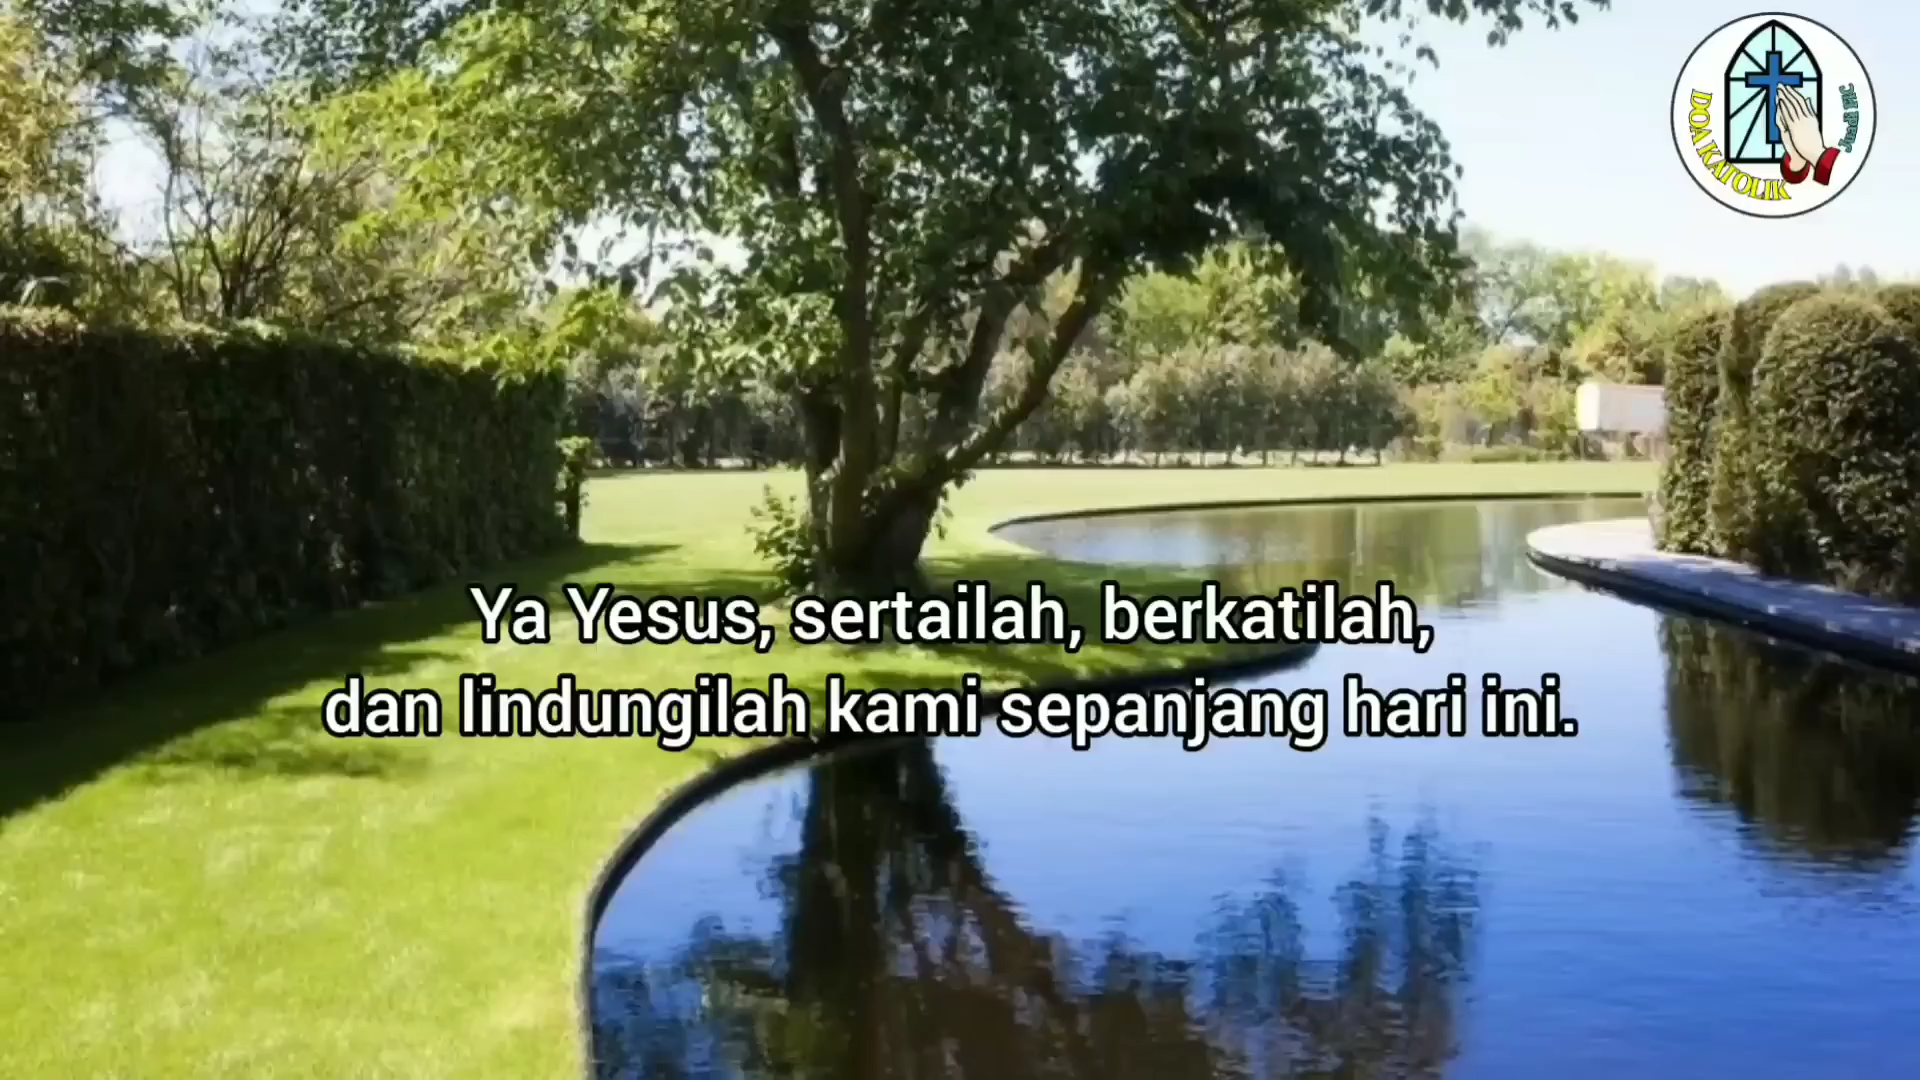 DOA KATOLIK
Ya Yesus, sertailah, berkatilah,
dan lindungilah kami sepanjang hari ini.